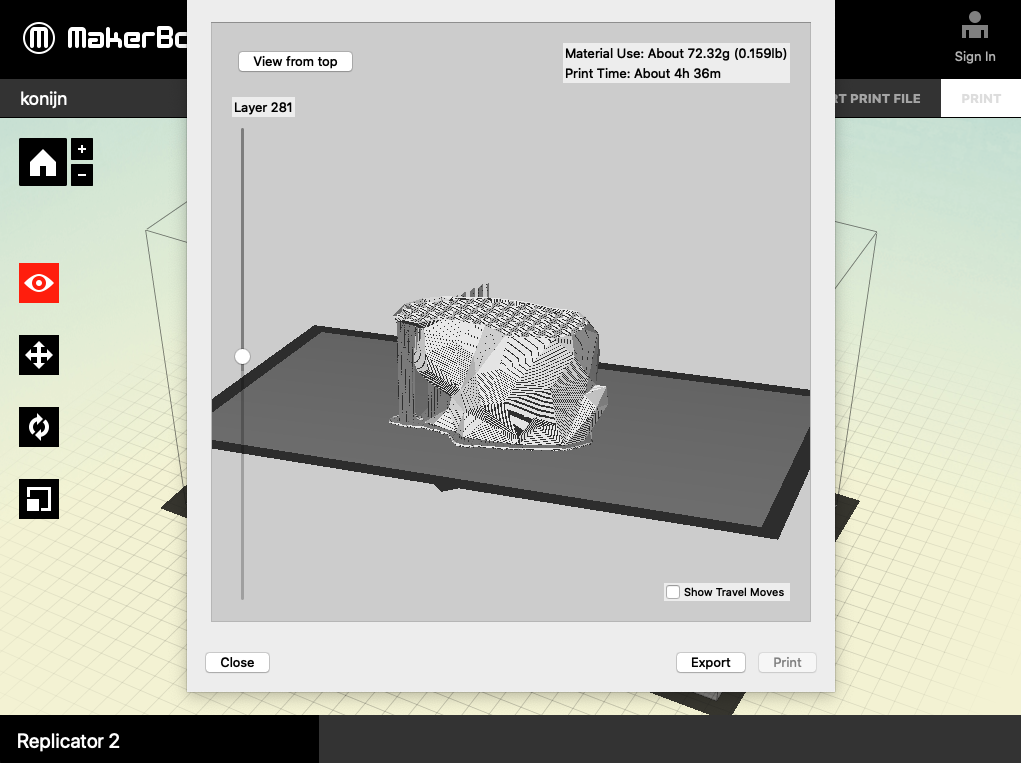 MakerBo
Sign In
konijn
RT PRINT FILE
PRINT
View from top
Material Use: About 72.32g (0.159lb)
Print Time: About 4h 36m
Layer 281
Show Travel Moves
Close
Export
Print
Replicator 2